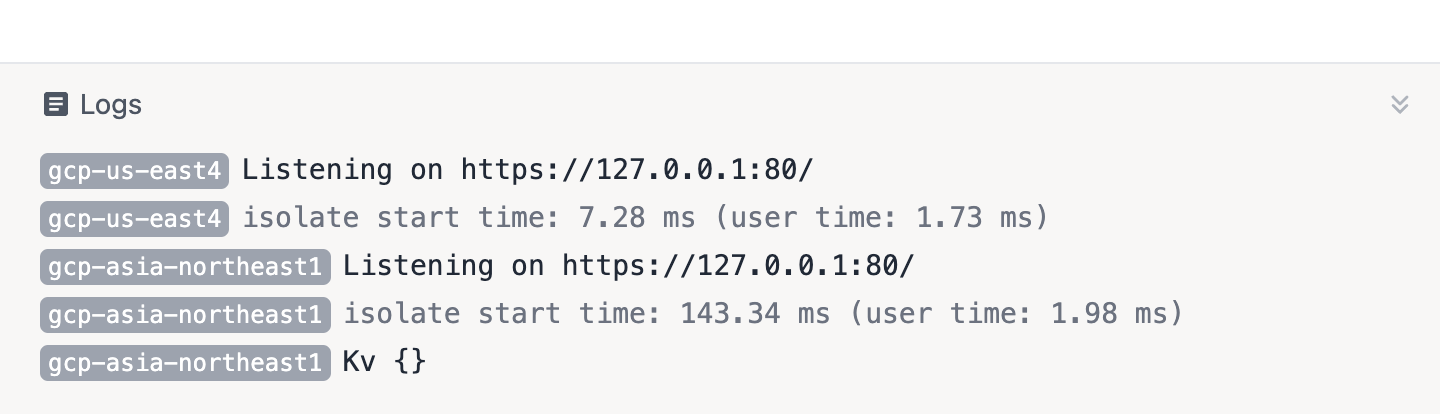 Logs
gcp-us-east4 Listening on https://127.0.0.1:80/
gcp-us-east4 isolate start time: 7.28 ms (user time: 1.73 ms)
gcp-asia-northeast1 Listening on https://127.0.0.1:80/
gcp-asia-northeast1 isolate start time: 143.34 ms (user time: 1.98 ms)
gcp-asia-northeast1 Kv {}